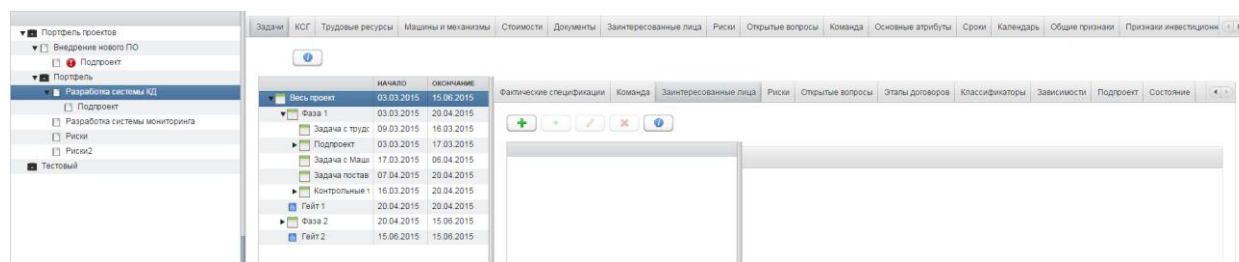 Портфель проектов
Внедрение нового ПО
Подпроект
Портфель
Разработка системы КД
Подпроект
Разработка системы мониторинга
Риски
Риски2
Тестовый
Задачи КСГ Трудовые ресурсы Машины и механизмы Стоимости Документы Заинтересованные лица Риски Открытые вопросы Команда Основные атрибуты Сроки Календарь Общие признаки Признаки инвестиционн
НАЧАЛО ОКОНЧАНИЕ
Весь проект 03.03.2015 15.06.2015
Фаза 1 03.03.2015 20.04.2015
Задача с трудс 09.03.2015 16.03.2015
Подпроект 03.03.2015 17.03.2015
Задача с Маши 17.03.2015 06.04.2015
Задача постав 07.04.2015 20.04.2015
Контрольные т 16.03.2015 20.04.2015
Гейт 1 20.04.2015 20.04.2015
Фаза 2 20.04.2015 15.06.2015
Гейт 2 15.06.2015 15.06.2015
Фактические спецификации Команда Заинтересованные лица Риски Открытые вопросы Этапы договоров Классификаторы Зависимости Подпроект Состояние